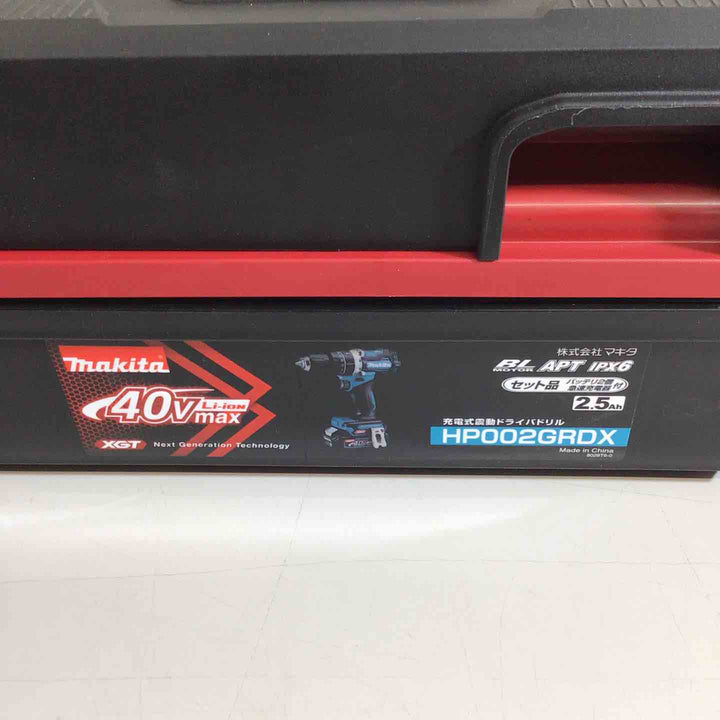 makita
40Vmax Li-ion
XGT Next Generation Technology
株式会社マキタ
BL MOTOR APT IPX6
セット品 バッテリ2個 急速充電器 付
2.5Ah
充電式震動ドライバドリル
HP002GRDX
Made in China